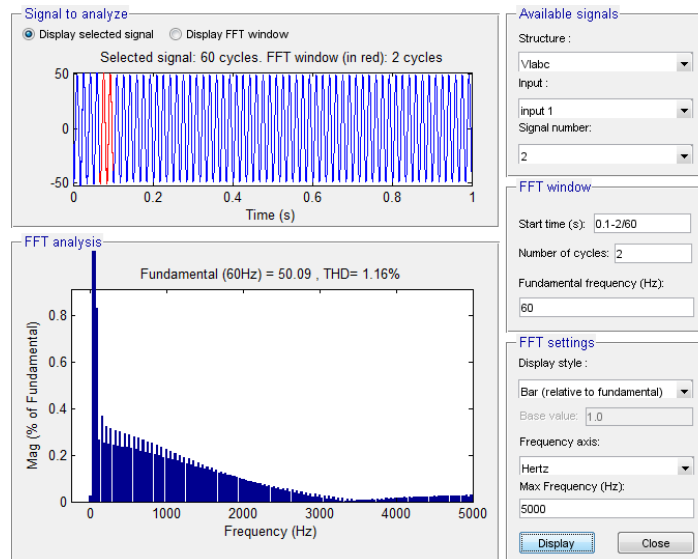 Signal to analyze
Display selected signal Display FFT window
Selected signal: 60 cycles. FFT window (in red): 2 cycles
50
0
-50
0 0.2 0.4 0.6 0.8 1
Time (s)
FFT analysis
Fundamental (60Hz) = 50.09 , THD= 1.16%
0.8
0.6
0.4
0.2
0
Mag (% of Fundamental)
0 1000 2000 3000 4000 5000
Frequency (Hz)
Available signals
Structure :
Vlabc
Input :
input 1
Signal number:
2
FFT window
Start time (s): 0.1-2/60
Number of cycles: 2
Fundamental frequency (Hz):
60
FFT settings
Display style:
Bar (relative to fundamental)
Base value: 1.0
Frequency axis:
Hertz
Max Frequency (Hz):
5000
Display Close